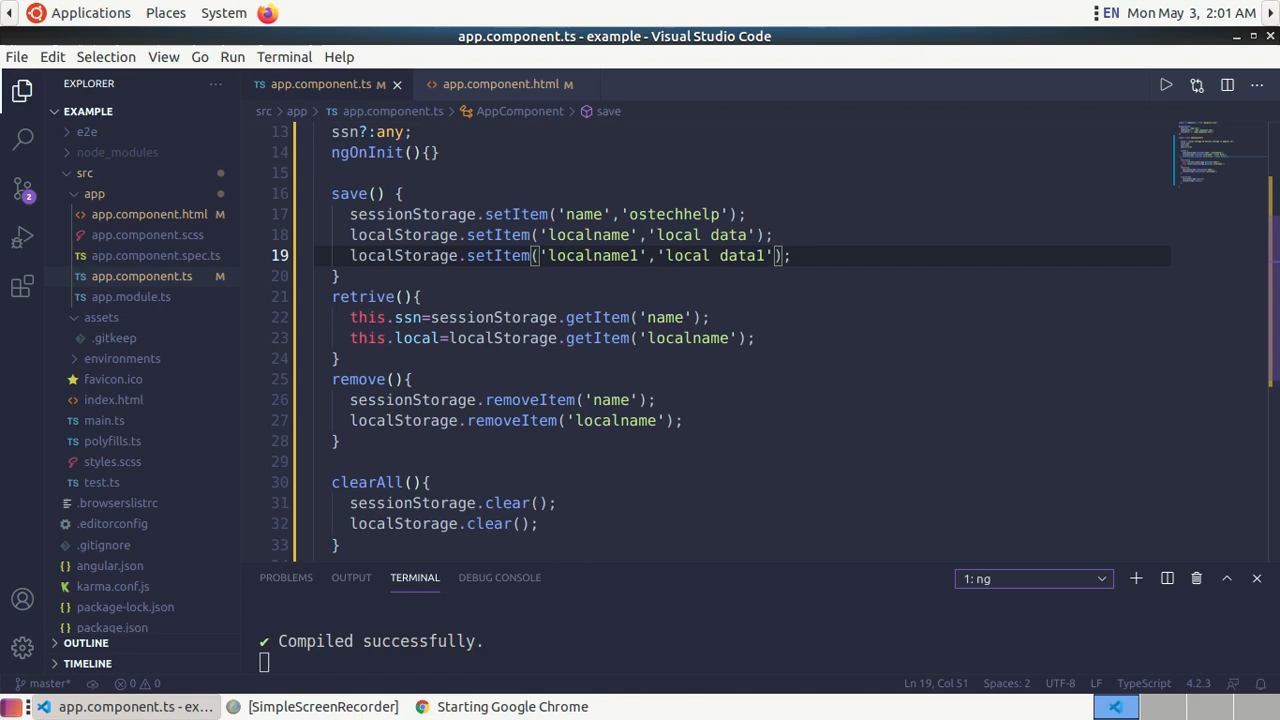 Applications Places System EN Mon May 3, 2:01 AM
app.component.ts - example - Visual Studio Code
File Edit Selection View Go Run Terminal Help
EXPLORER ···
EXAMPLE
e2e
node_modules
src
app
app.component.html M
app.component.scss
app.component.spec.ts
app.component.ts M
app.module.ts
assets
.gitkeep
environments
favicon.ico
index.html
main.ts
polyfills.ts
styles.scss
test.ts
.browserslistrc
.editorconfig
.gitignore
angular.json
karma.conf.js
package-lock.json
package.json
OUTLINE
TIMELINE
2
TS app.component.ts M app.component.html M
src > app > TS app.component.ts > AppComponent > save
13 ssn?:any;
14 ngOnInit(){}
15
16 save() {
17 sessionStorage.setItem('name','ostechhelp');
18 localStorage.setItem('localname','local data');
19 localStorage.setItem('localname1','local data1');
20 }
21 retrive(){
22 this.ssn=sessionStorage.getItem('name');
23 this.local=localStorage.getItem('localname');
24 }
25 remove(){
26 sessionStorage.removeItem('name');
27 localStorage.removeItem('localname');
28 }
29
30 clearAll(){
31 sessionStorage.clear();
32 localStorage.clear();
33 }
PROBLEMS OUTPUT TERMINAL DEBUG CONSOLE 1: ng
✔ Compiled successfully.
master* 0 0 Ln 19, Col 51 Spaces: 2 UTF-8 LF TypeScript 4.2.3
app.component.ts - ex... [SimpleScreenRecorder] Starting Google Chrome